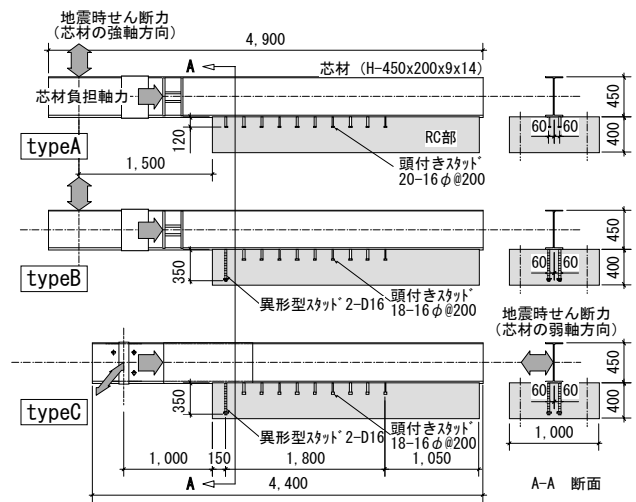 地震時せん断力
(芯材の強軸方向)
4,900
A
芯材 (H-450x200x9x14)
芯材負担軸力
120
RC部
450
400
60 60
typeA
1,500
頭付きスタッド
20-16φ@200
typeB
350
異形型スタッド2-D16
頭付きスタッド
18-16φ@200
450
400
60 60
地震時せん断力
(芯材の弱軸方向)
typeC
350
異形型スタッド2-D16
頭付きスタッド
18-16φ@200
450
400
60 60
1,000
1,000 150 1,800 1,050
A
4,400
A-A 断面